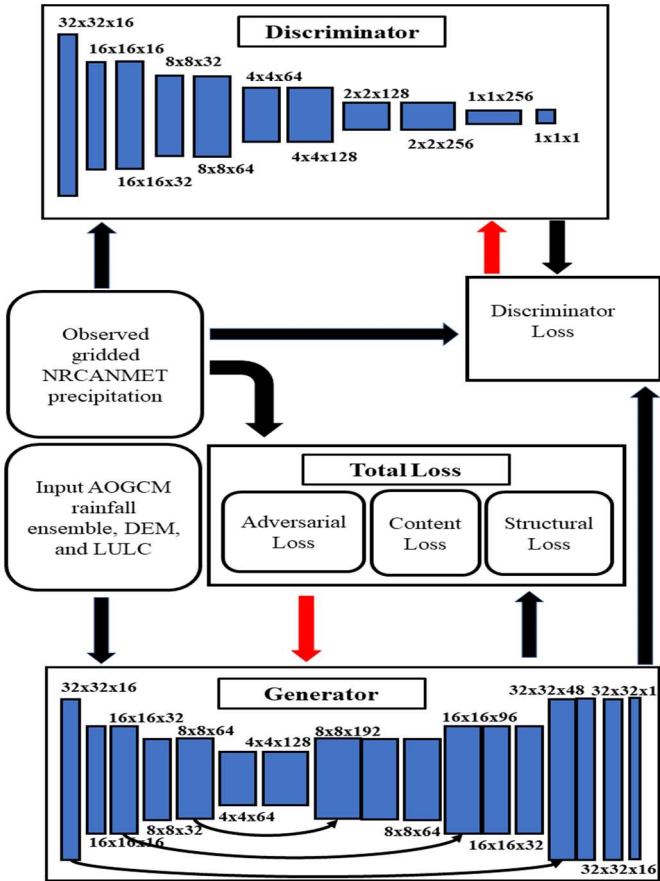 Discriminator
32x32x16
16x16x16
8x8x32
4x4x64
2x2x128
1x1x256
16x16x32
8x8x64
4x4x128
2x2x256
1x1x1
Observed
gridded
NRCANMET
precipitation
Discriminator
Loss
Input AOGCM
rainfall
ensemble, DEM,
and LULC
Total Loss
Adversarial
Loss
Content
Loss
Structural
Loss
Generator
32x32x16
16x16x32
8x8x64
4x4x128
8x8x192
16x16x96
32x32x48
32x32x1
16x16x16
8x8x32
4x4x64
8x8x64
16x16x32
32x32x16